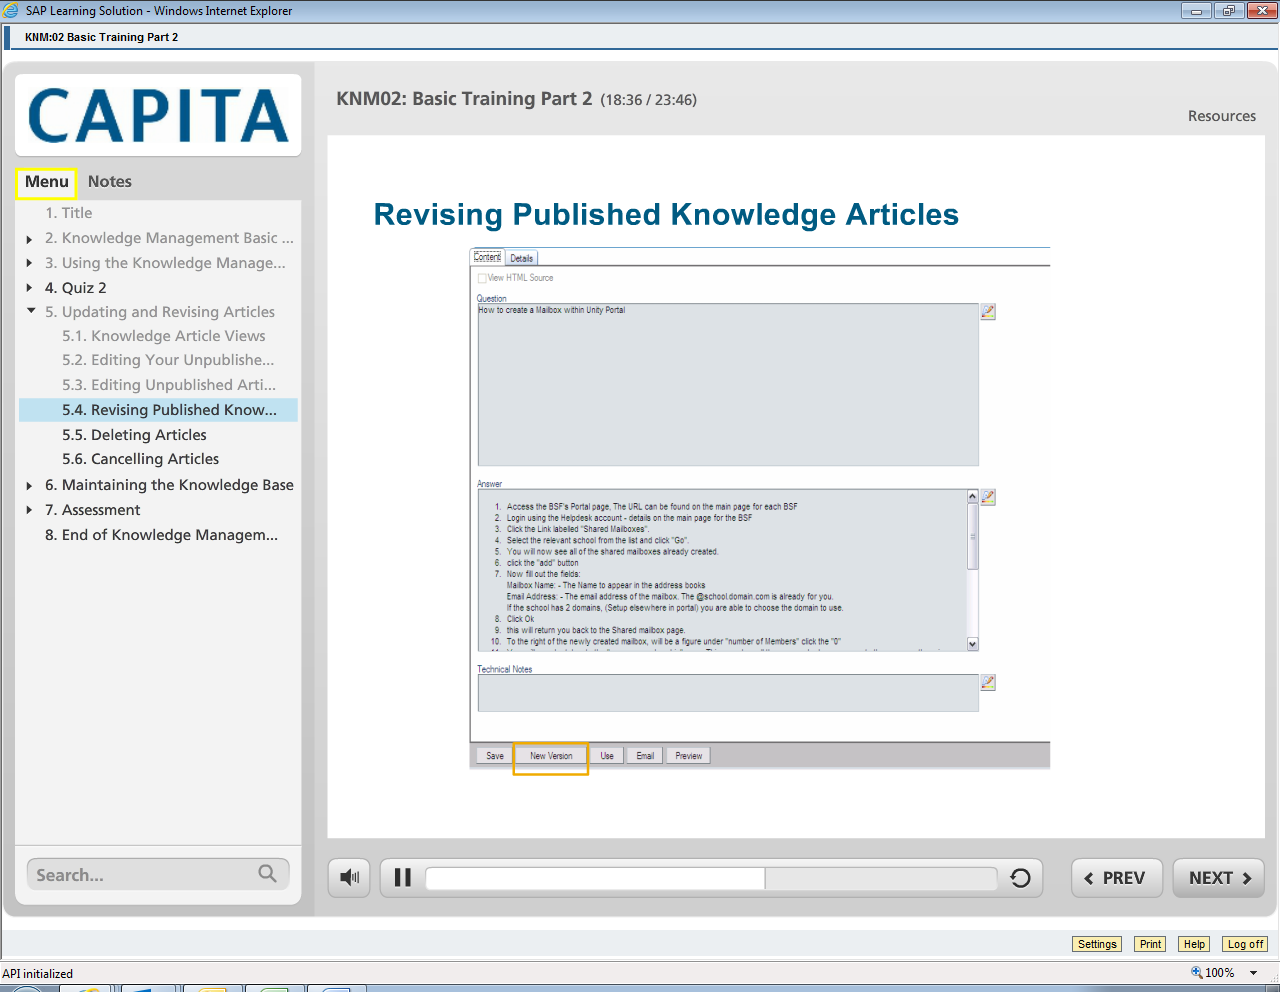 SAP Learning Solution - Windows Internet Explorer
KNM:02 Basic Training Part 2
CAPITA
KNM02: Basic Training Part 2 (18:36 / 23:46)
Resources
Menu Notes
1. Title
2. Knowledge Management Basic ...
3. Using the Knowledge Manage...
4. Quiz 2
5. Updating and Revising Articles
5.1. Knowledge Article Views
5.2. Editing Your Unpublishe...
5.3. Editing Unpublished Arti...
5.4. Revising Published Know...
5.5. Deleting Articles
5.6. Cancelling Articles
6. Maintaining the Knowledge Base
7. Assessment
8. End of Knowledge Managem...
Search...
Revising Published Knowledge Articles
Content Details
View HTML Source
Question
How to create a Mailbox within Unity Portal
Answer
1. Access the BSF's Portal page, The URL can be found on the main page for each BSF
2. Login using the Helpdesk account - details on the main page for the BSF
3. Click the Link labelled "Shared Mailboxes".
4. Select the relevant school from the list and click "Go".
5. You will now see all of the shared mailboxes already created.
6. click the "add" button
7. Now fill out the fields:
Mailbox Name: - The Name to appear in the address books
Email Address: - The email address of the mailbox. The @school.domain.com is already for you.
If the school has 2 domains, (Setup elsewhere in portal) you are able to choose the domain to use.
8. Click Ok
9. this will return you back to the Shared mailbox page.
10. To the right of the newly created mailbox, will be a figure under "number of Members" click the "0"
Technical Notes
Save New Version Use Email Preview
PREV NEXT
Settings Print Help Log off
API initialized
100%